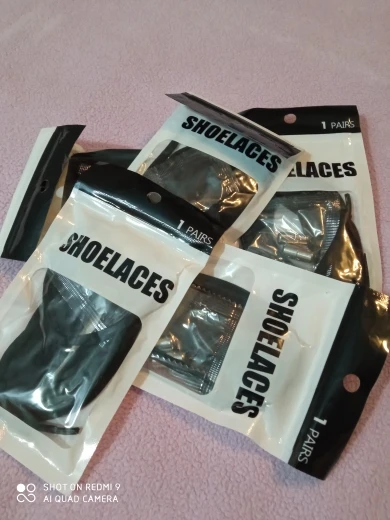 1 PAIRS
SHOELACES
SHOELACES
1 PAIRS
SHOELACES
SHOELACES
1 PAIRS
SHOT ON REDMI 9
AI QUAD CAMERA